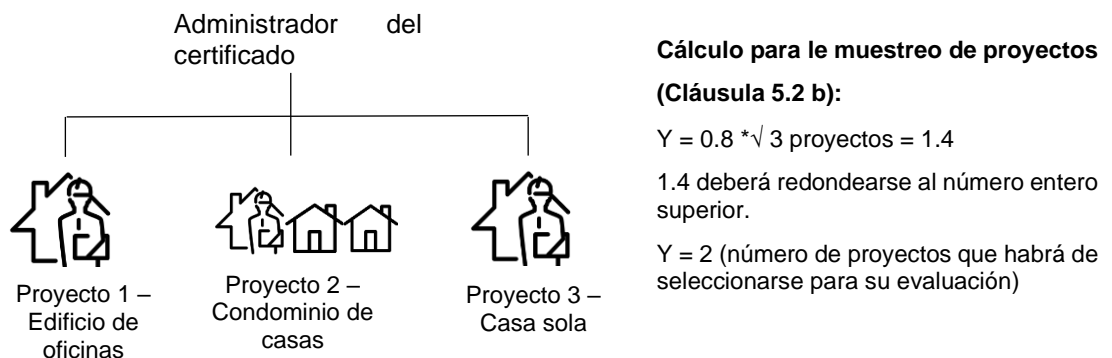 Administrador del
certificado
Proyecto 1 –
Edificio de
oficinas
Proyecto 2 –
Condominio de
casas
Proyecto 3 –
Casa sola
Cálculo para le muestreo de proyectos
(Cláusula 5.2 b):
Y = 0.8 *√ 3 proyectos = 1.4
1.4 deberá redondearse al número entero
superior.
Y = 2 (número de proyectos que habrá de
seleccionarse para su evaluación)